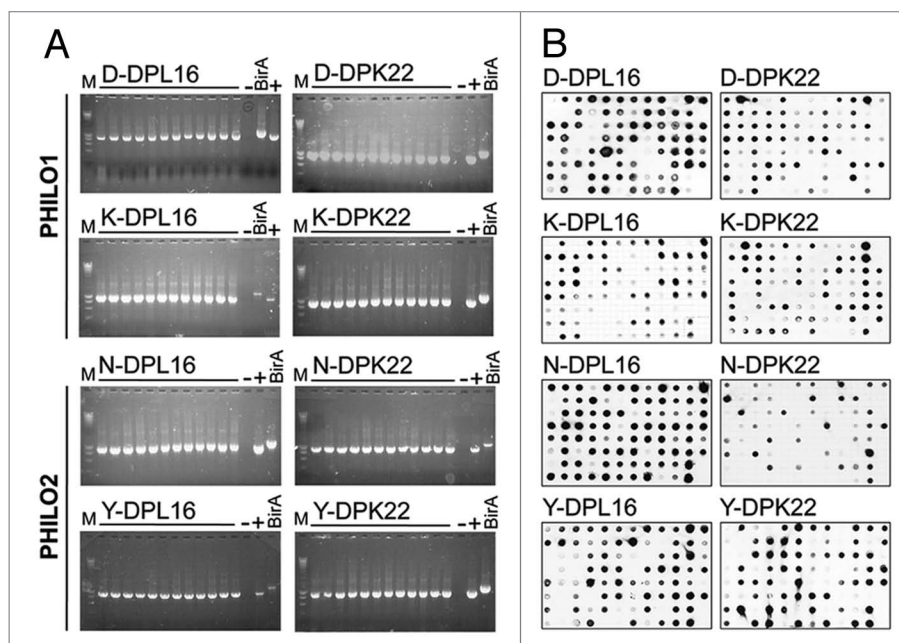 A
PHILO1
M D-DPL16 - BirA +
M D-DPK22 - + BirA
M K-DPL16 - BirA +
M K-DPK22 - + BirA
PHILO2
M N-DPL16 - + BirA
M N-DPK22 - + BirA
M Y-DPL16 - + BirA
M Y-DPK22 - + BirA
B
D-DPL16 D-DPK22
K-DPL16 K-DPK22
N-DPL16 N-DPK22
Y-DPL16 Y-DPK22